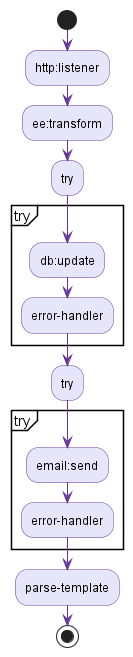 http:listener
ee:transform
try
try
db:update
error-handler
try
try
email:send
error-handler
parse-template